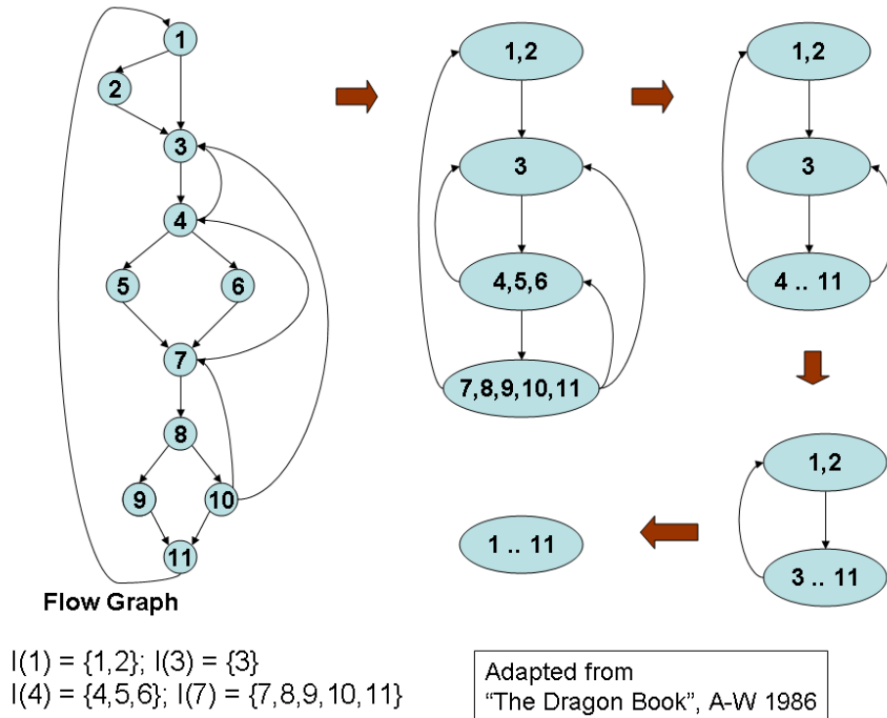 1
2
3
4
5
6
7
8
9
10
11
Flow Graph
1,2
3
4,5,6
7,8,9,10,11
1,2
3
4 .. 11
1,2
3 .. 11
1 .. 11
I(1) = {1,2}; I(3) = {3}
I(4) = {4,5,6}; I(7) = {7,8,9,10,11}
Adapted from
“The Dragon Book”, A-W 1986